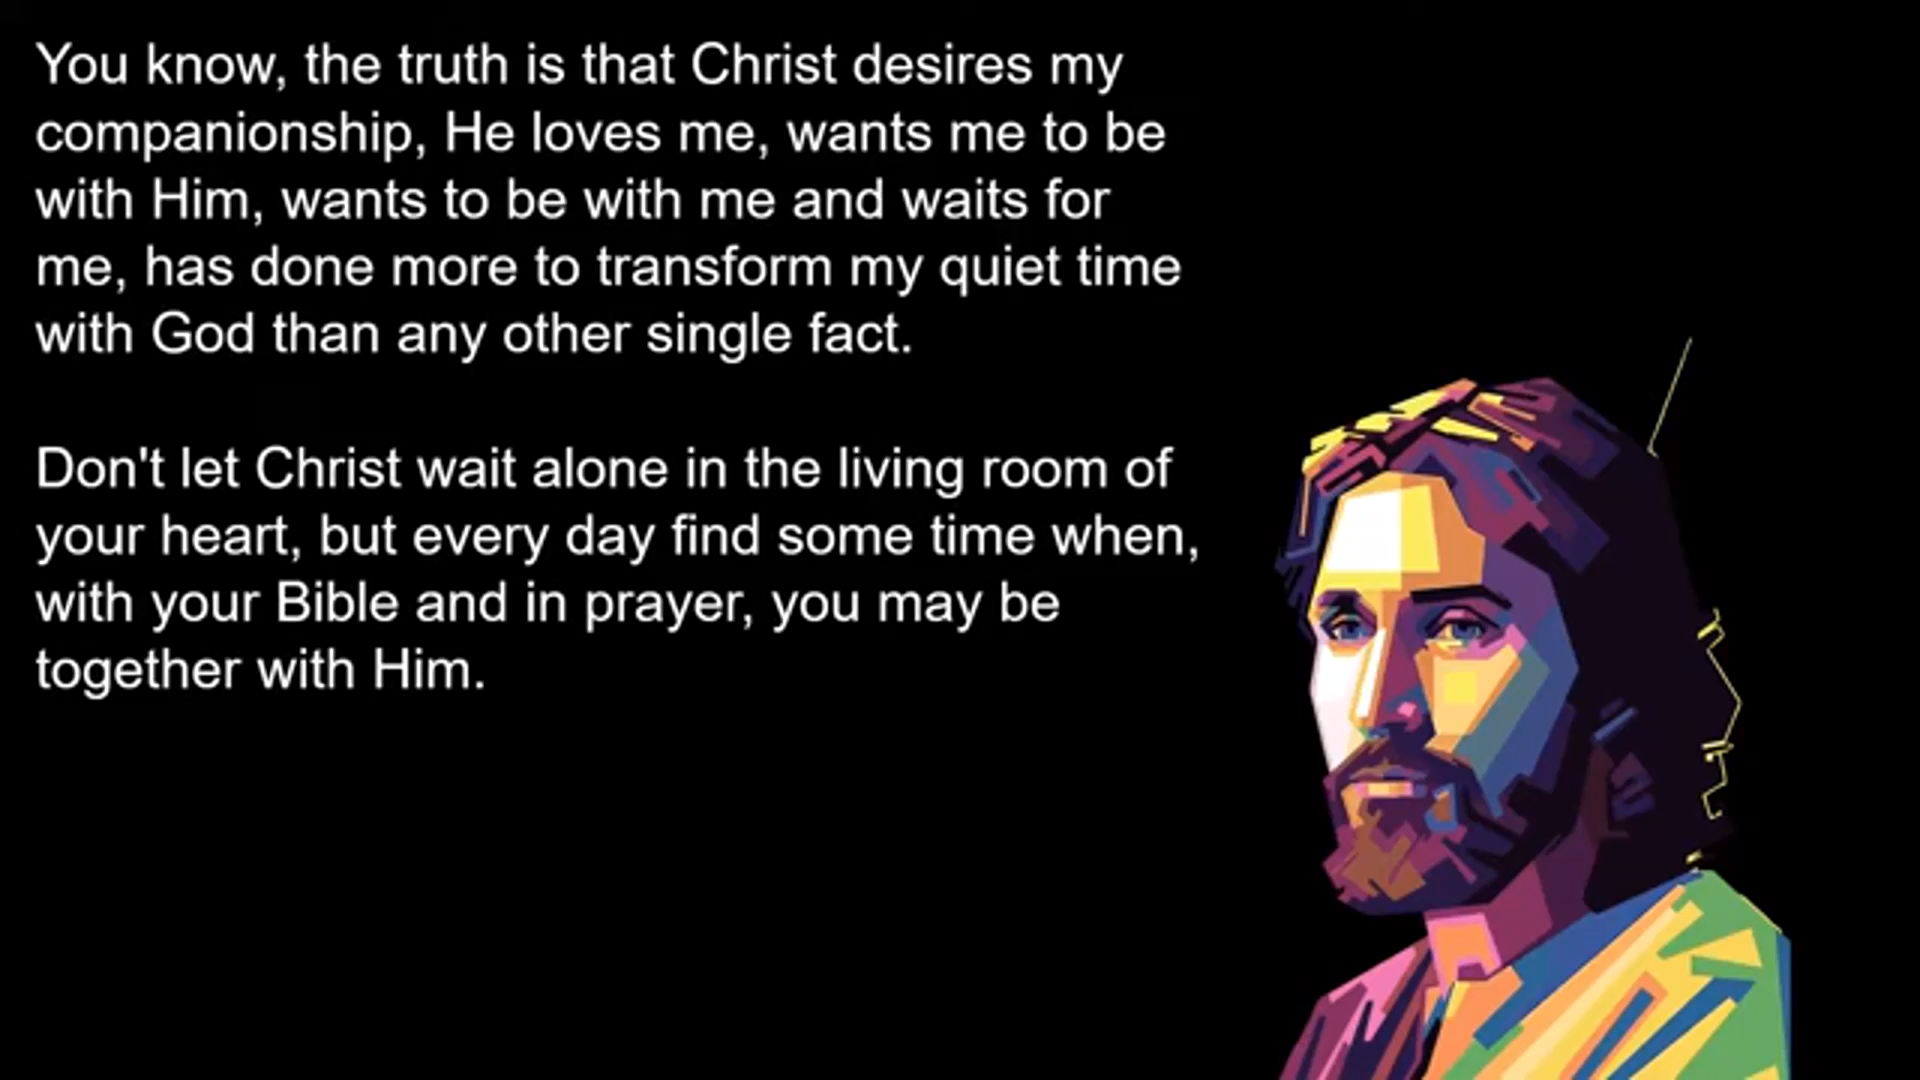 You know, the truth is that Christ desires my
companionship, He loves me, wants me to be
with Him, wants to be with me and waits for
me, has done more to transform my quiet time
with God than any other single fact.
Don't let Christ wait alone in the living room of
your heart, but every day find some time when,
with your Bible and in prayer, you may be
together with Him.